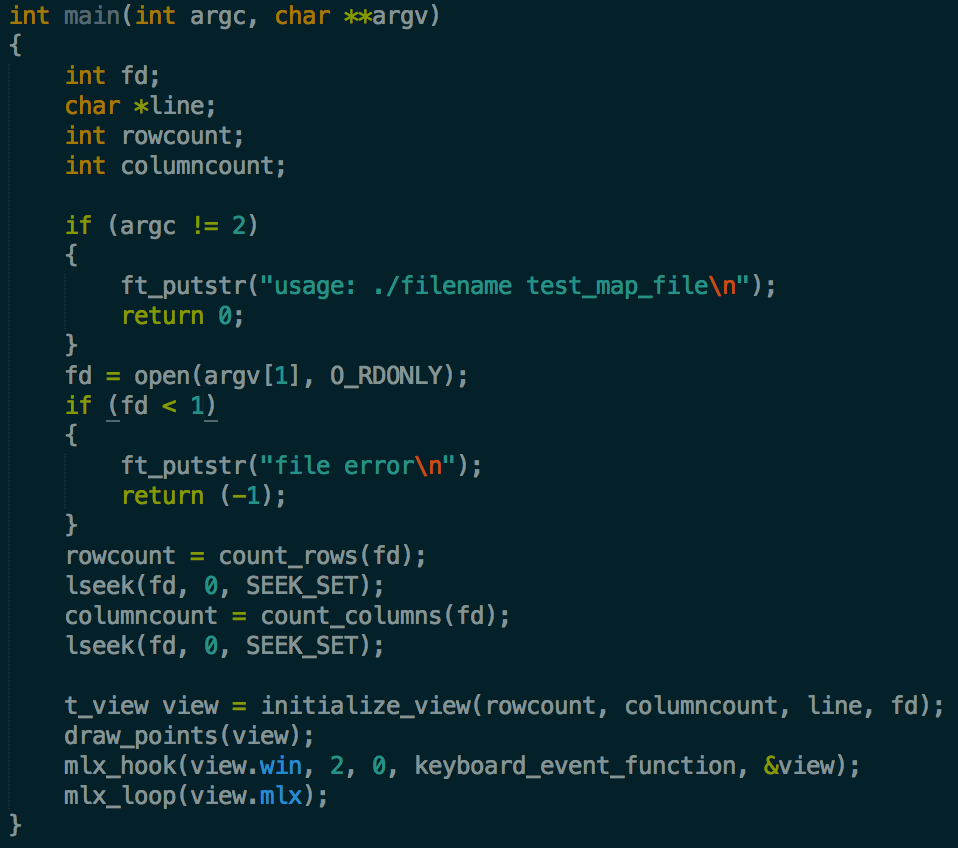 int main(int argc, char **argv)
{
    int fd;
    char *line;
    int rowcount;
    int columncount;

    if (argc != 2)
    {
        ft_putstr("usage: ./filename test_map_file\n");
        return 0;
    }
    fd = open(argv[1], O_RDONLY);
    if (fd < 1)
    {
        ft_putstr("file error\n");
        return (-1);
    }
    rowcount = count_rows(fd);
    lseek(fd, 0, SEEK_SET);
    columncount = count_columns(fd);
    lseek(fd, 0, SEEK_SET);

    t_view view = initialize_view(rowcount, columncount, line, fd);
    draw_points(view);
    mlx_hook(view.win, 2, 0, keyboard_event_function, &view);
    mlx_loop(view.mlx);
}